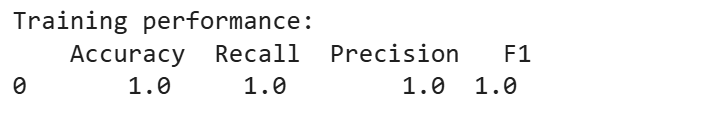 Training performance:
Accuracy Recall Precision F1
0 1.0 1.0 1.0 1.0